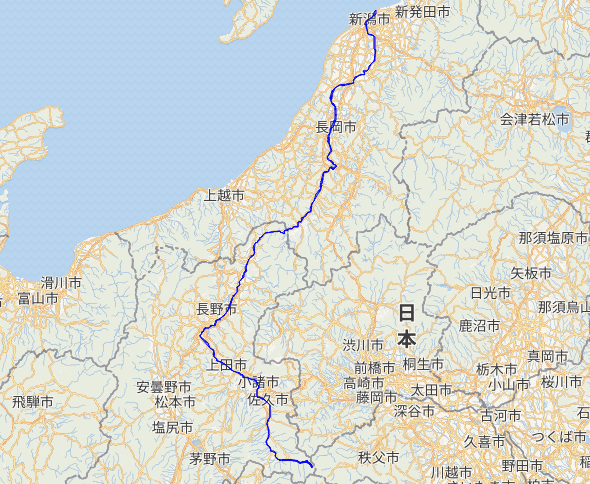 新潟市
新発田市
会津若松市
長岡市
上越市
那須塩原市
滑川市
富山市
矢板市
日光市
那須烏山
長野市
日
本
鹿沼市
渋川市
真岡市
上田市
前橋市
桐生市
栃木市
小山市
桜川市
安曇野市
小諸市
高崎市
太田市
飛騨市
松本市
佐久市
藤岡市
深谷市
古河市
塩尻市
久喜市
つくば市
茅野市
秩父市
川越市
野田市